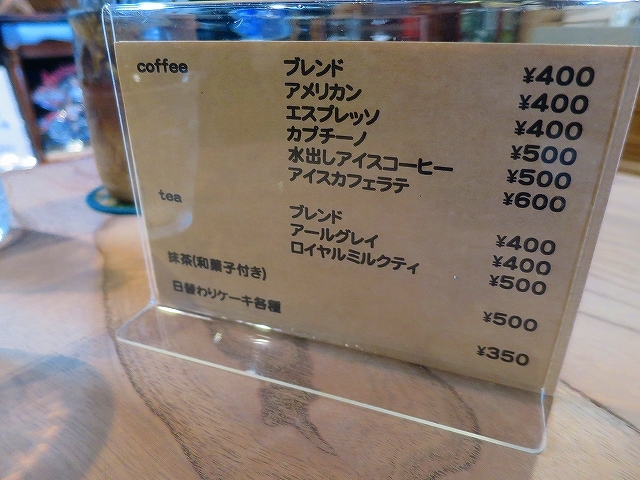 coffee ブレンド ¥400
アメリカン ¥400
エスプレッソ ¥400
カプチーノ ¥500
水出しアイスコーヒー ¥500
アイスカフェラテ ¥600
tea ブレンド ¥400
アールグレイ ¥400
ロイヤルミルクティ ¥500
抹茶(和菓子付き) ¥500
日替わりケーキ各種 ¥350